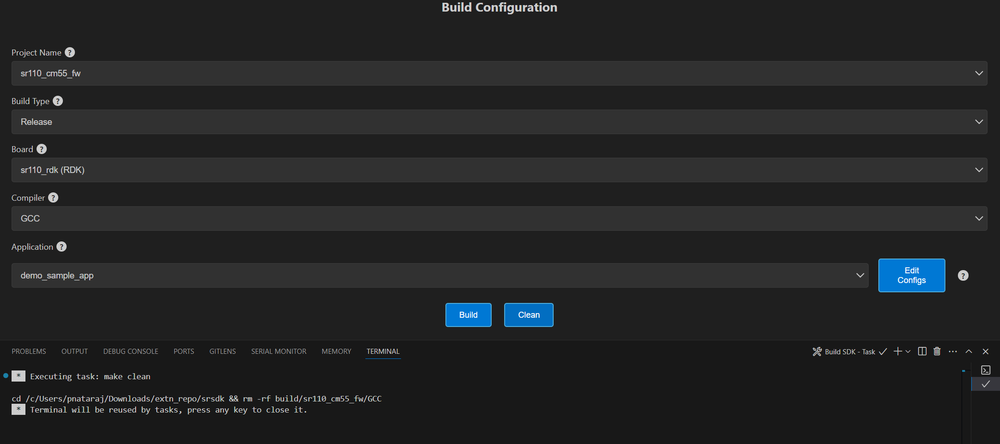 Build Configuration
Project Name ?
sr110_cm55_fw
Build Type ?
Release
Board ?
sr110_rdk (RDK)
Compiler ?
GCC
Application ?
demo_sample_app
Edit
Configs
?
Build Clean
PROBLEMS OUTPUT DEBUG CONSOLE PORTS GITLENS SERIAL MONITOR MEMORY TERMINAL Build SDK - Task
* Executing task: make clean
cd /c/Users/pnataraj/Downloads/extn_repo/srsdk && rm -rf build/sr110_cm55_fw/GCC
* Terminal will be reused by tasks, press any key to close it.